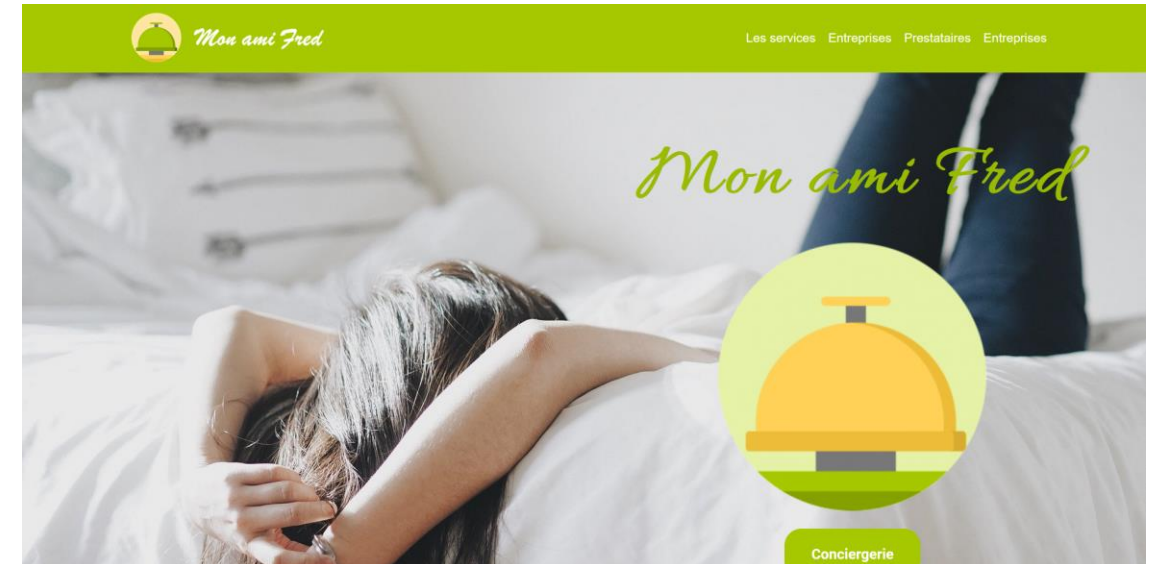 Mon ami Fred
Les services Entreprises Prestataires Entreprises
Mon ami Fred
Conciergerie